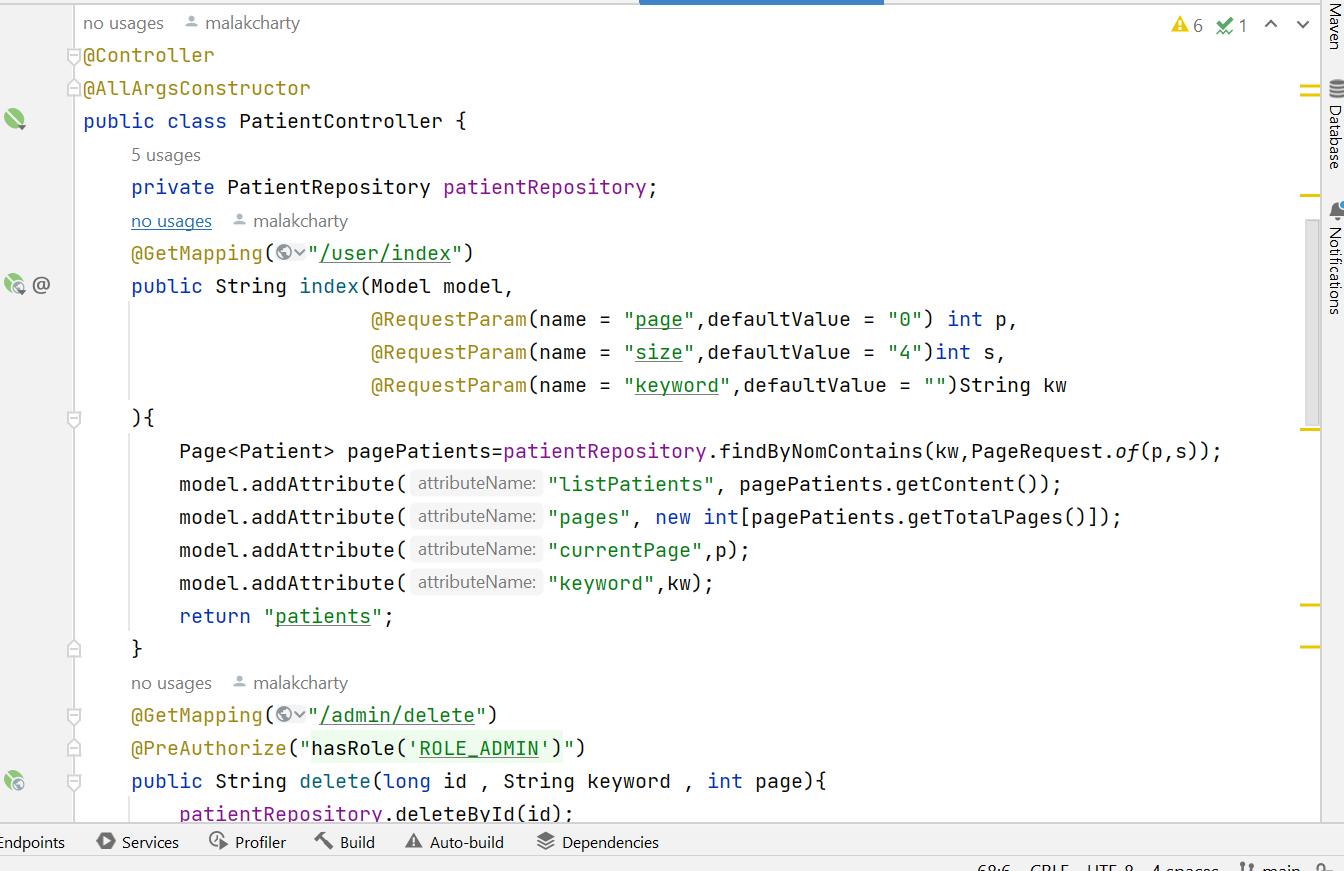 no usages malakcharty
6 1
@Controller
@AllArgsConstructor
public class PatientController {
5 usages
private PatientRepository patientRepository;
no usages malakcharty
@GetMapping("/user/index")
@
public String index(Model model,
@RequestParam(name = "page",defaultValue = "0") int p,
@RequestParam(name = "size",defaultValue = "4")int s,
@RequestParam(name = "keyword",defaultValue = "")String kw
){
Page<Patient> pagePatients=patientRepository.findByNomContains(kw,PageRequest.of(p,s));
model.addAttribute( attributeName: "listPatients", pagePatients.getContent());
model.addAttribute( attributeName: "pages", new int[pagePatients.getTotalPages()]);
model.addAttribute( attributeName: "currentPage",p);
model.addAttribute( attributeName: "keyword",kw);
return "patients";
}
no usages malakcharty
@GetMapping("/admin/delete")
@PreAuthorize("hasRole('ROLE_ADMIN')")
public String delete(long id , String keyword , int page){
patientRepository.deleteById(id);
Maven
Database
Notifications
Endpoints Services Profiler Build Auto-build Dependencies
68:6 CRLF UTF-8 4 spaces main